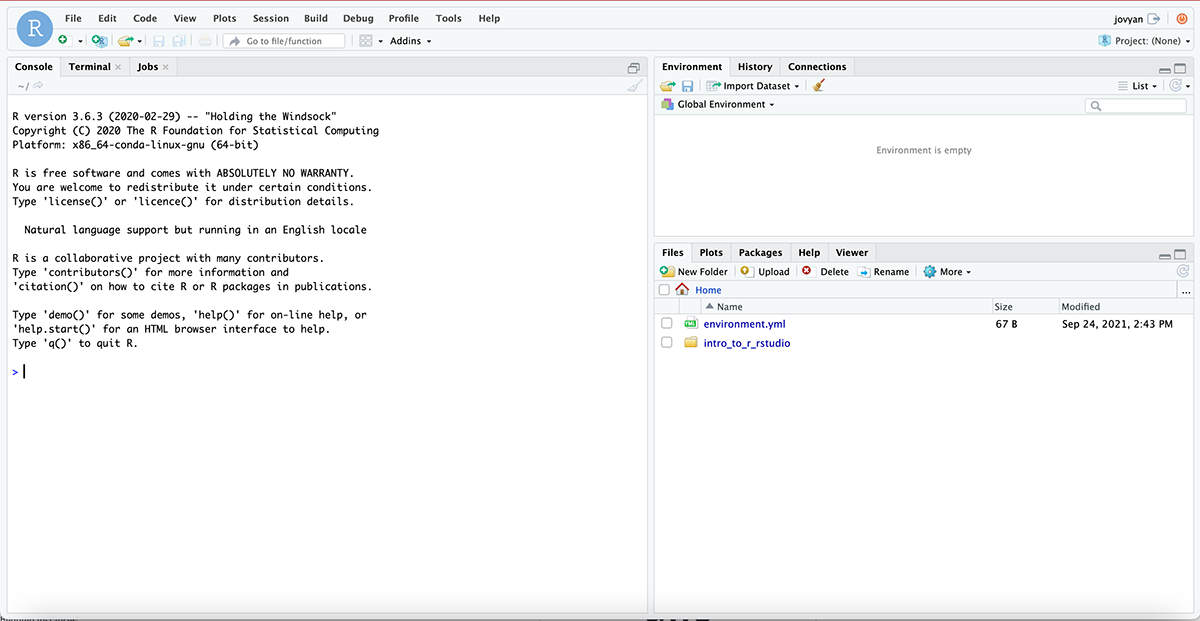 R
File Edit Code View Plots Session Build Debug Profile Tools Help
jovyan
Go to file/function
Addins
Project: (None)
Console Terminal Jobs
~/
R version 3.6.3 (2020-02-29) -- "Holding the Windsock"
Copyright (C) 2020 The R Foundation for Statistical Computing
Platform: x86_64-conda-linux-gnu (64-bit)
R is free software and comes with ABSOLUTELY NO WARRANTY.
You are welcome to redistribute it under certain conditions.
Type 'license()' or 'licence()' for distribution details.
Natural language support but running in an English locale
R is a collaborative project with many contributors.
Type 'contributors()' for more information and
'citation()' on how to cite R or R packages in publications.
Type 'demo()' for some demos, 'help()' for on-line help, or
'help.start()' for an HTML browser interface to help.
Type 'q()' to quit R.
>
Environment History Connections
Import Dataset
List
Global Environment
Environment is empty
Files Plots Packages Help Viewer
New Folder Upload Delete Rename More
Home
...
Name Size Modified
YML environment.yml 67 B Sep 24, 2021, 2:43 PM
intro_to_r_rstudio